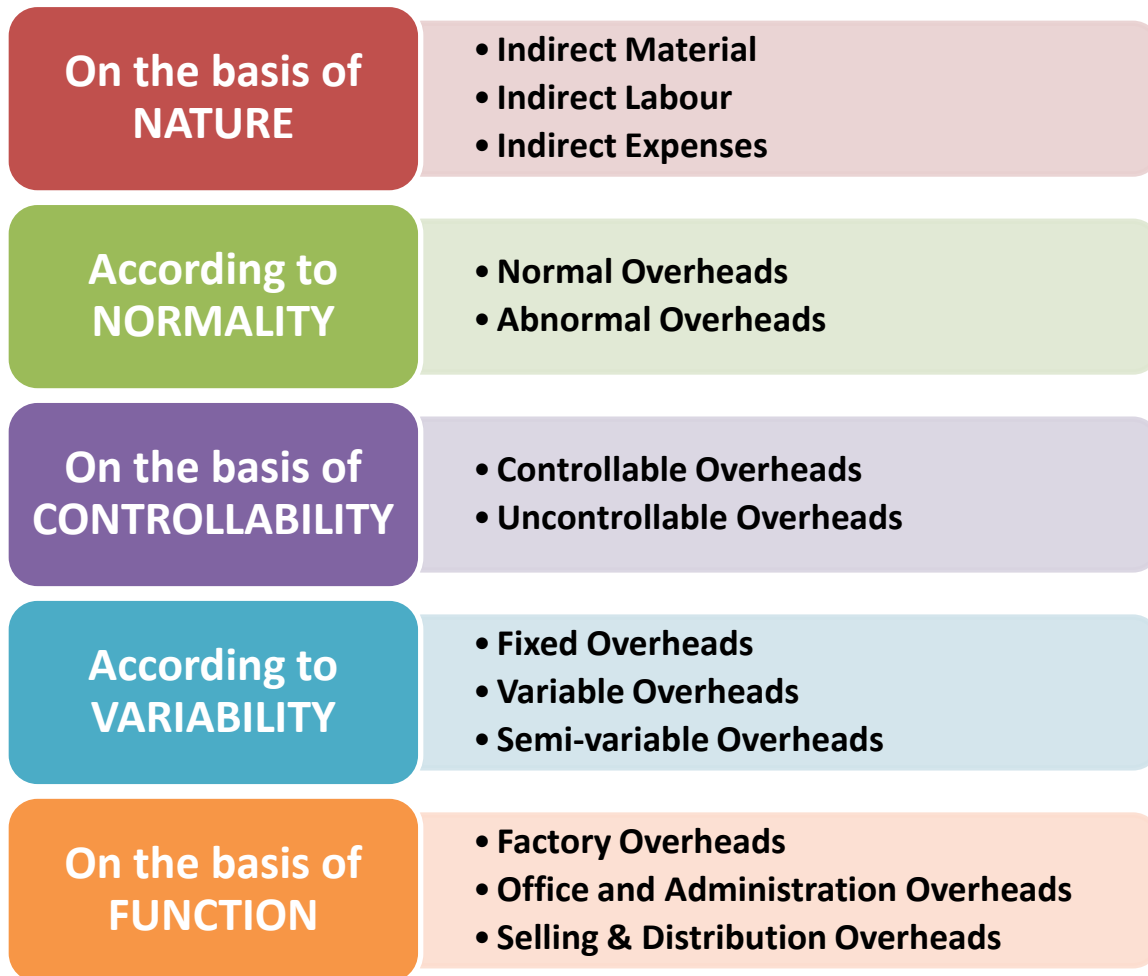 On the basis of
NATURE
• Indirect Material
• Indirect Labour
• Indirect Expenses
According to
NORMALITY
• Normal Overheads
• Abnormal Overheads
On the basis of
CONTROLLABILITY
• Controllable Overheads
• Uncontrollable Overheads
According to
VARIABILITY
• Fixed Overheads
• Variable Overheads
• Semi-variable Overheads
On the basis of
FUNCTION
• Factory Overheads
• Office and Administration Overheads
• Selling & Distribution Overheads